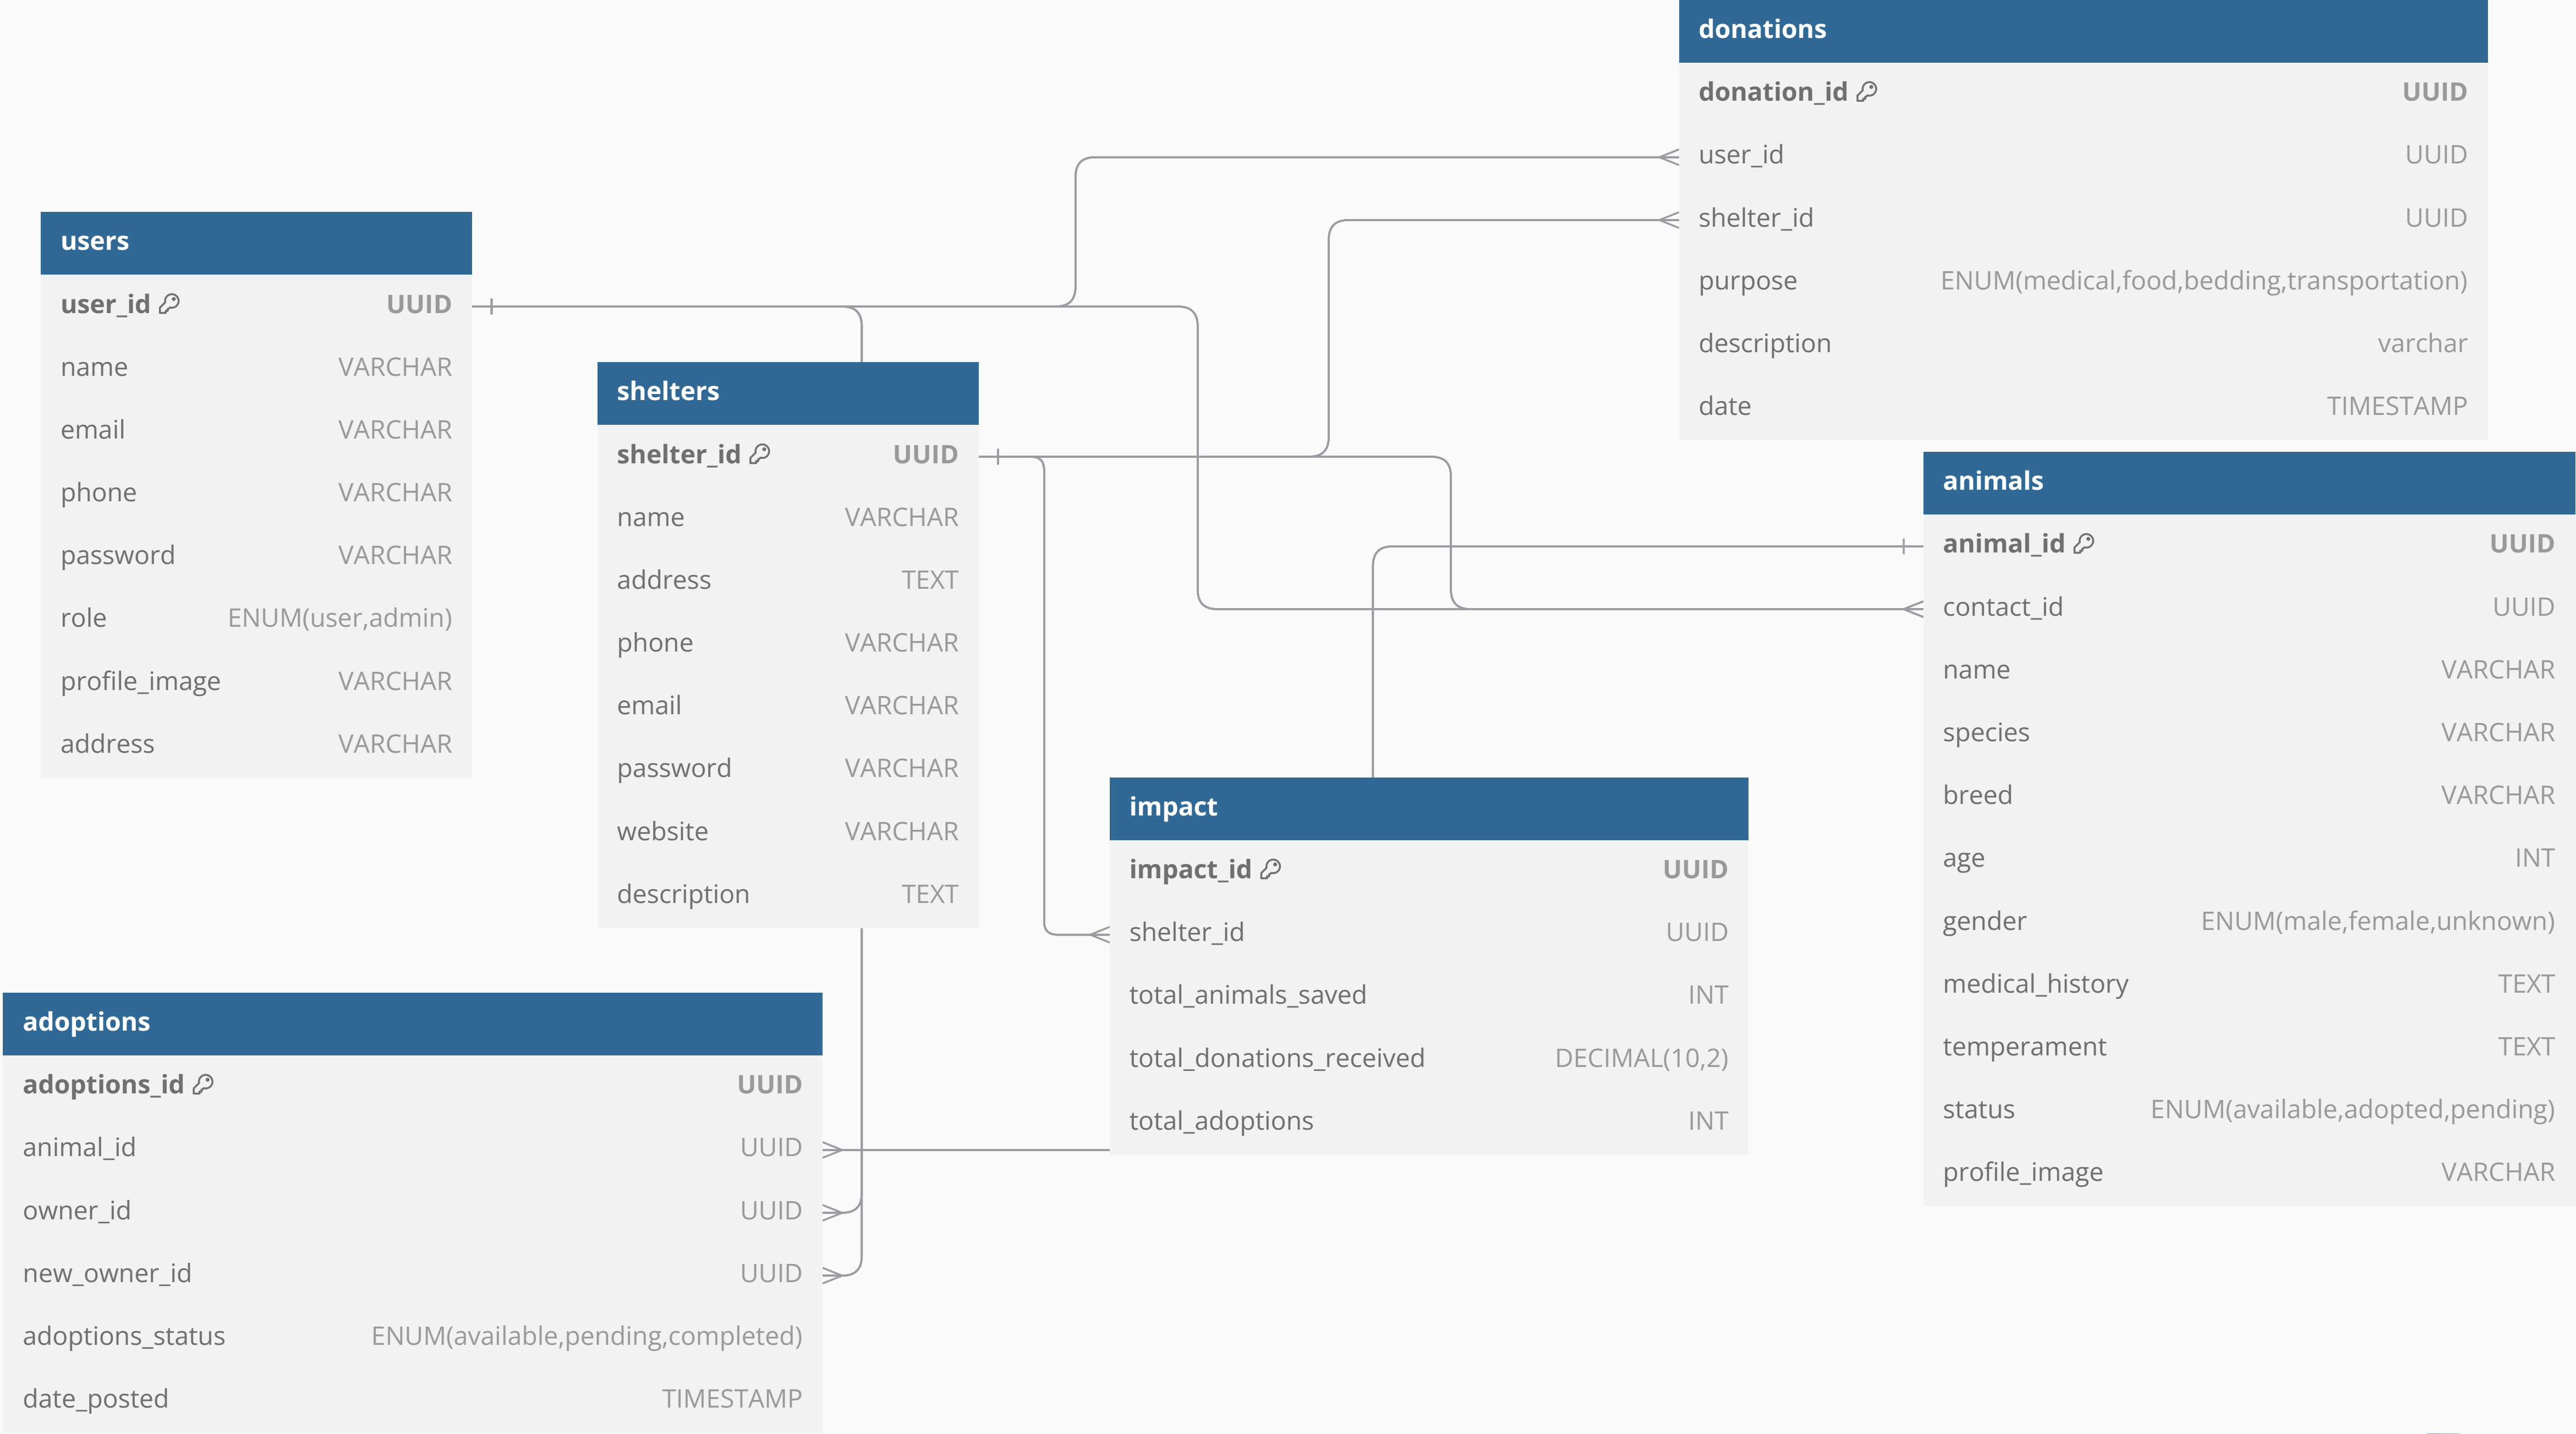 donations
donation_id UUID
user_id UUID
shelter_id UUID
purpose ENUM(medical,food,bedding,transportation)
description varchar
date TIMESTAMP
users
user_id UUID
name VARCHAR
email VARCHAR
phone VARCHAR
password VARCHAR
role ENUM(user,admin)
profile_image VARCHAR
address VARCHAR
shelters
shelter_id UUID
name VARCHAR
address TEXT
phone VARCHAR
email VARCHAR
password VARCHAR
website VARCHAR
description TEXT
animals
animal_id UUID
contact_id UUID
name VARCHAR
species VARCHAR
breed VARCHAR
age INT
gender ENUM(male,female,unknown)
medical_history TEXT
temperament TEXT
status ENUM(available,adopted,pending)
profile_image VARCHAR
impact
impact_id UUID
shelter_id UUID
total_animals_saved INT
total_donations_received DECIMAL(10,2)
total_adoptions INT
adoptions
adoptions_id UUID
animal_id UUID
owner_id UUID
new_owner_id UUID
adoptions_status ENUM(available,pending,completed)
date_posted TIMESTAMP